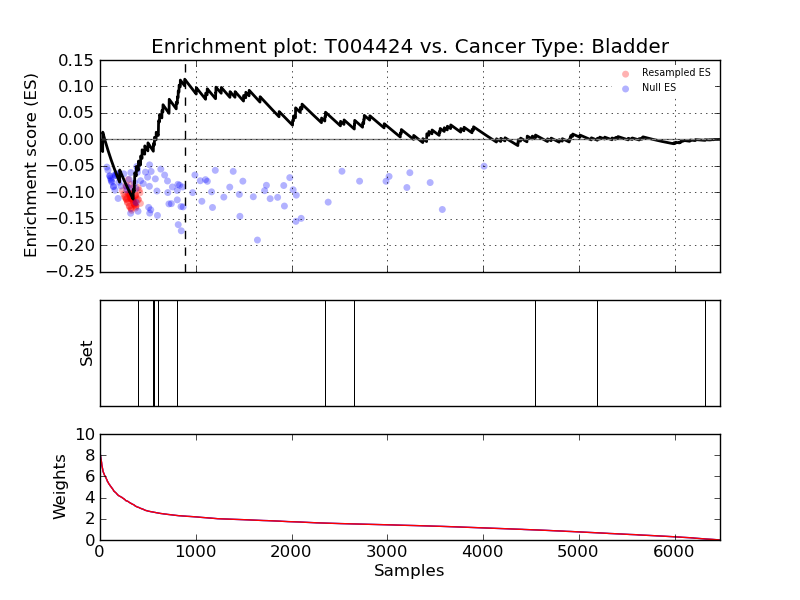 Enrichment plot: T004424 vs. Cancer Type: Bladder
Enrichment score (ES)
0.15
0.10
0.05
0.00
−0.05
−0.10
−0.15
−0.20
−0.25
Resampled ES
Null ES
Set
Weights
10
8
6
4
2
0
0 1000 2000 3000 4000 5000 6000
Samples